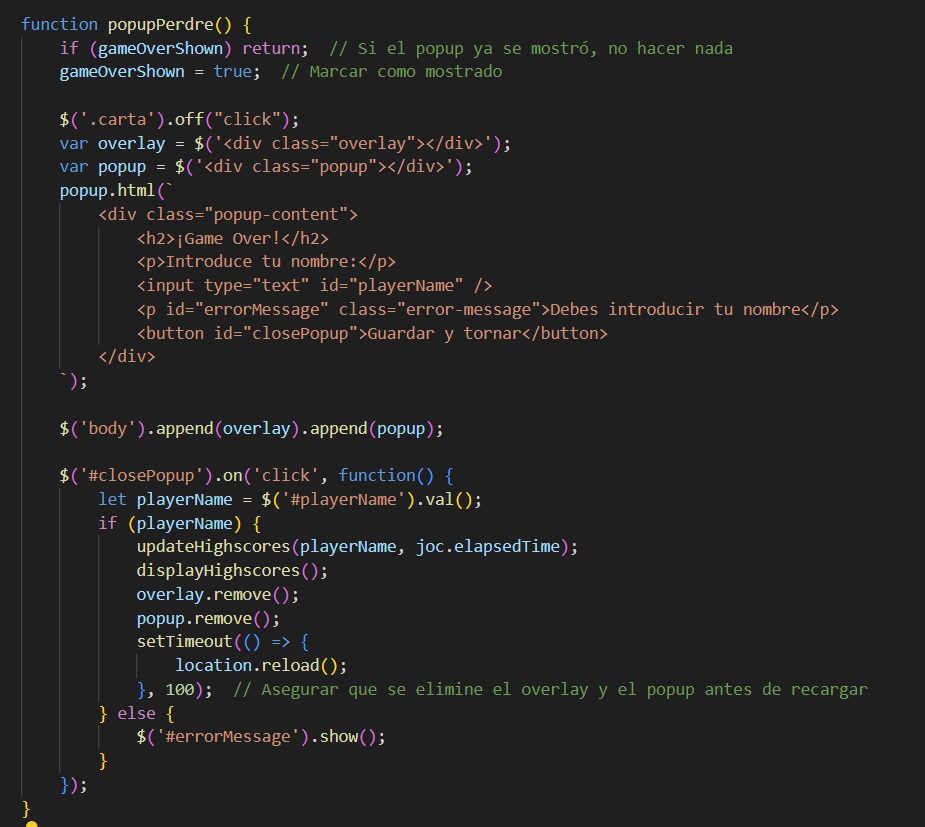 function popupPerdre() {
    if (gameOverShown) return;  // Si el popup ya se mostró, no hacer nada
    gameOverShown = true;  // Marcar como mostrado

    $('.carta').off("click");
    var overlay = $('<div class="overlay"></div>');
    var popup = $('<div class="popup"></div>');
    popup.html(`
        <div class="popup-content">
            <h2>¡Game Over!</h2>
            <p>Introduce tu nombre:</p>
            <input type="text" id="playerName" />
            <p id="errorMessage" class="error-message">Debes introducir tu nombre</p>
            <button id="closePopup">Guardar y tornar</button>
        </div>
    `);

    $('body').append(overlay).append(popup);

    $('#closePopup').on('click', function() {
        let playerName = $('#playerName').val();
        if (playerName) {
            updateHighscores(playerName, joc.elapsedTime);
            displayHighscores();
            overlay.remove();
            popup.remove();
            setTimeout(() => {
                location.reload();
            }, 100);  // Asegurar que se elimine el overlay y el popup antes de recargar
        } else {
            $('#errorMessage').show();
        }
    });
}